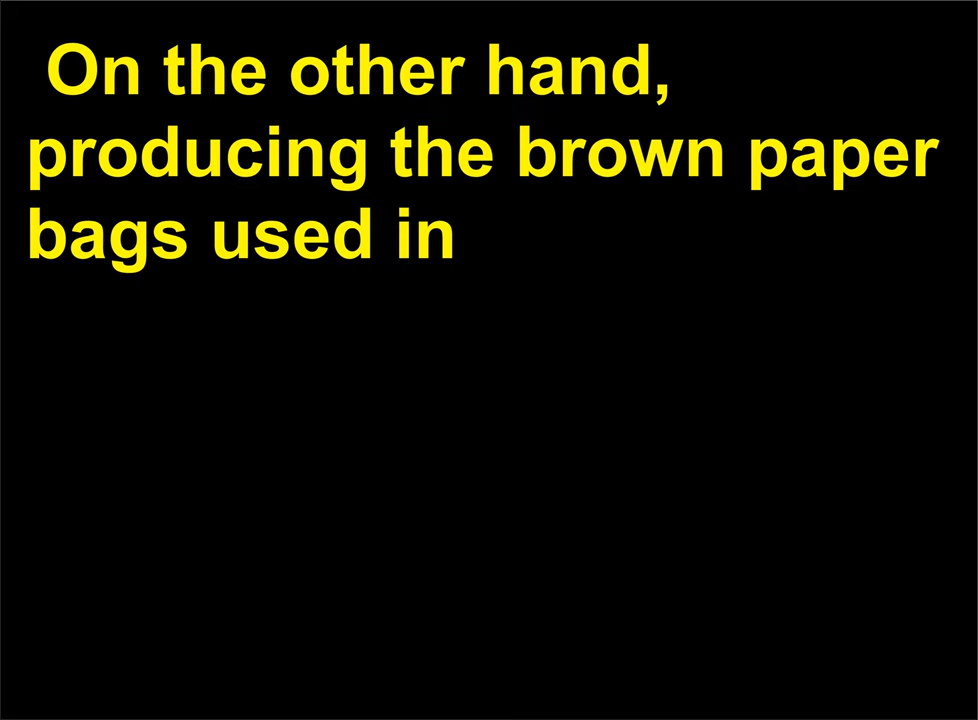 On the other hand,
producing the brown paper
bags used in